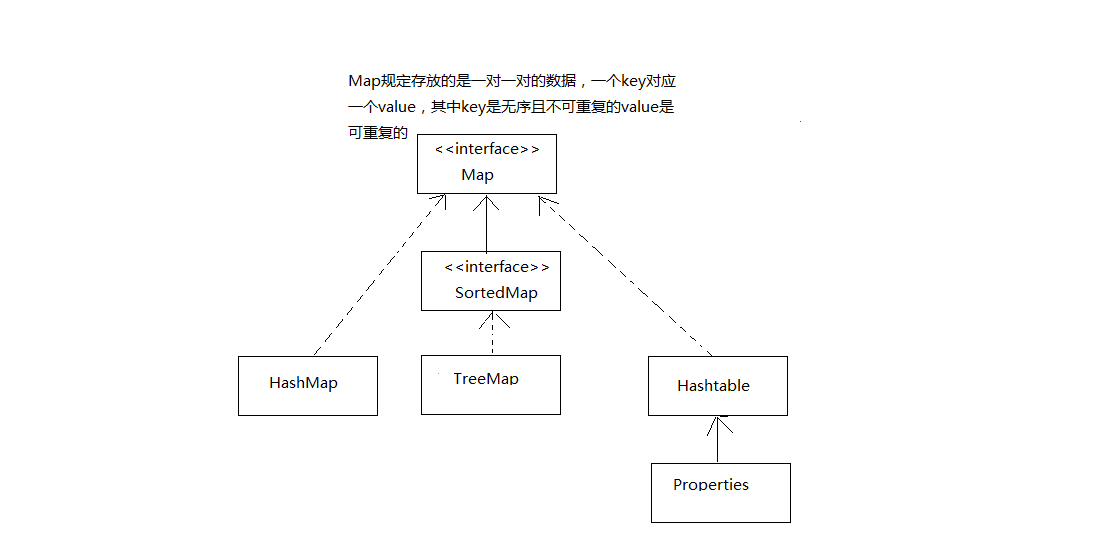 Map规定存放的是一对一对的数据，一个key对应
一个value，其中key是无序且不可重复的value是
可重复的
<<interface>>
Map
<<interface>>
SortedMap
HashMap
TreeMap
Hashtable
Properties